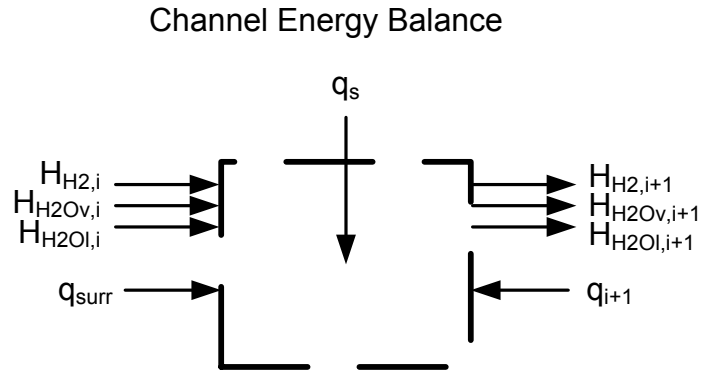 Channel Energy Balance
qs
HH2,i
HH2Ov,i
HH2Ol,i
HH2,i+1
HH2Ov,i+1
HH2Ol,i+1
qsurr
qi+1